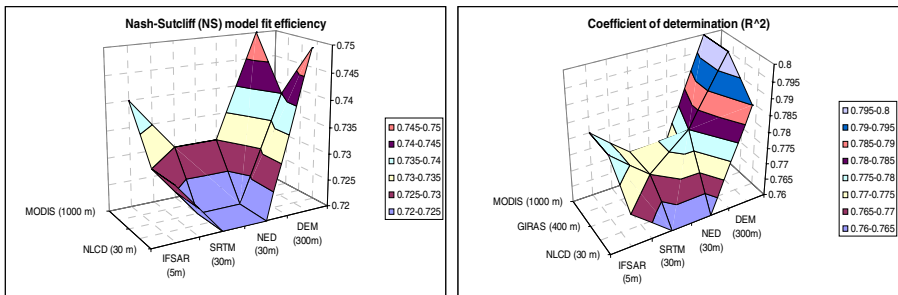 Nash-Sutcliff (NS) model fit efficiency
0.75
0.745
0.74
0.735
0.73
0.725
0.72
MODIS (1000 m)
NLCD (30 m)
IFSAR
(5m)
SRTM
(30m)
NED
(30m)
DEM
(300m)
0.745-0.75
0.74-0.745
0.735-0.74
0.73-0.735
0.725-0.73
0.72-0.725
Coefficient of determination (R^2)
0.8
0.795
0.79
0.785
0.78
0.775
0.77
0.765
0.76
MODIS (1000 m)
GIRAS (400 m)
NLCD (30 m)
IFSAR
(5m)
SRTM
(30m)
NED
(30m)
DEM
(300m)
0.795-0.8
0.79-0.795
0.785-0.79
0.78-0.785
0.775-0.78
0.77-0.775
0.765-0.77
0.76-0.765